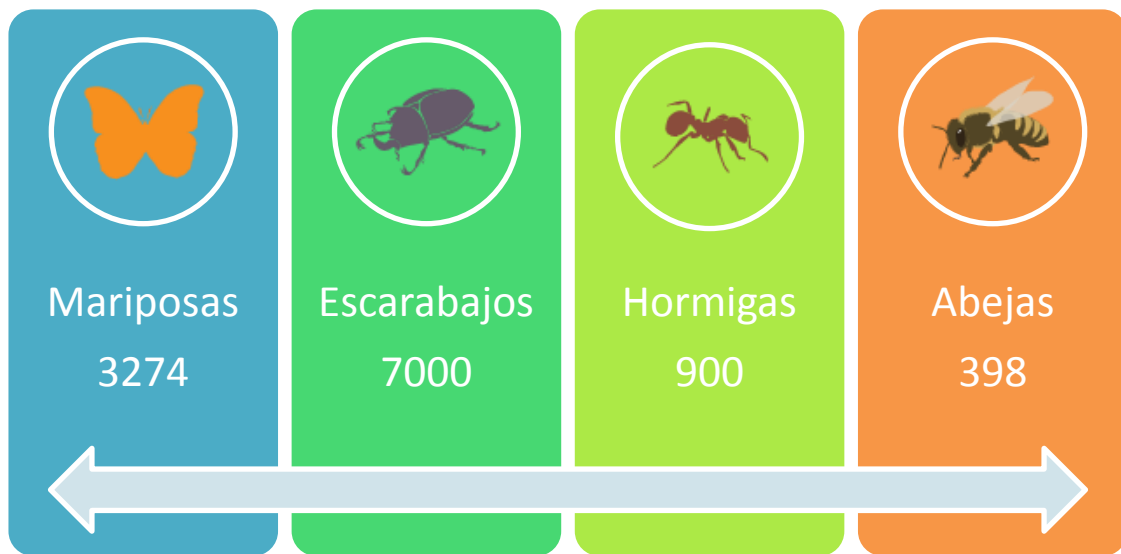 Mariposas
3274
Escarabajos
7000
Hormigas
900
Abejas
398